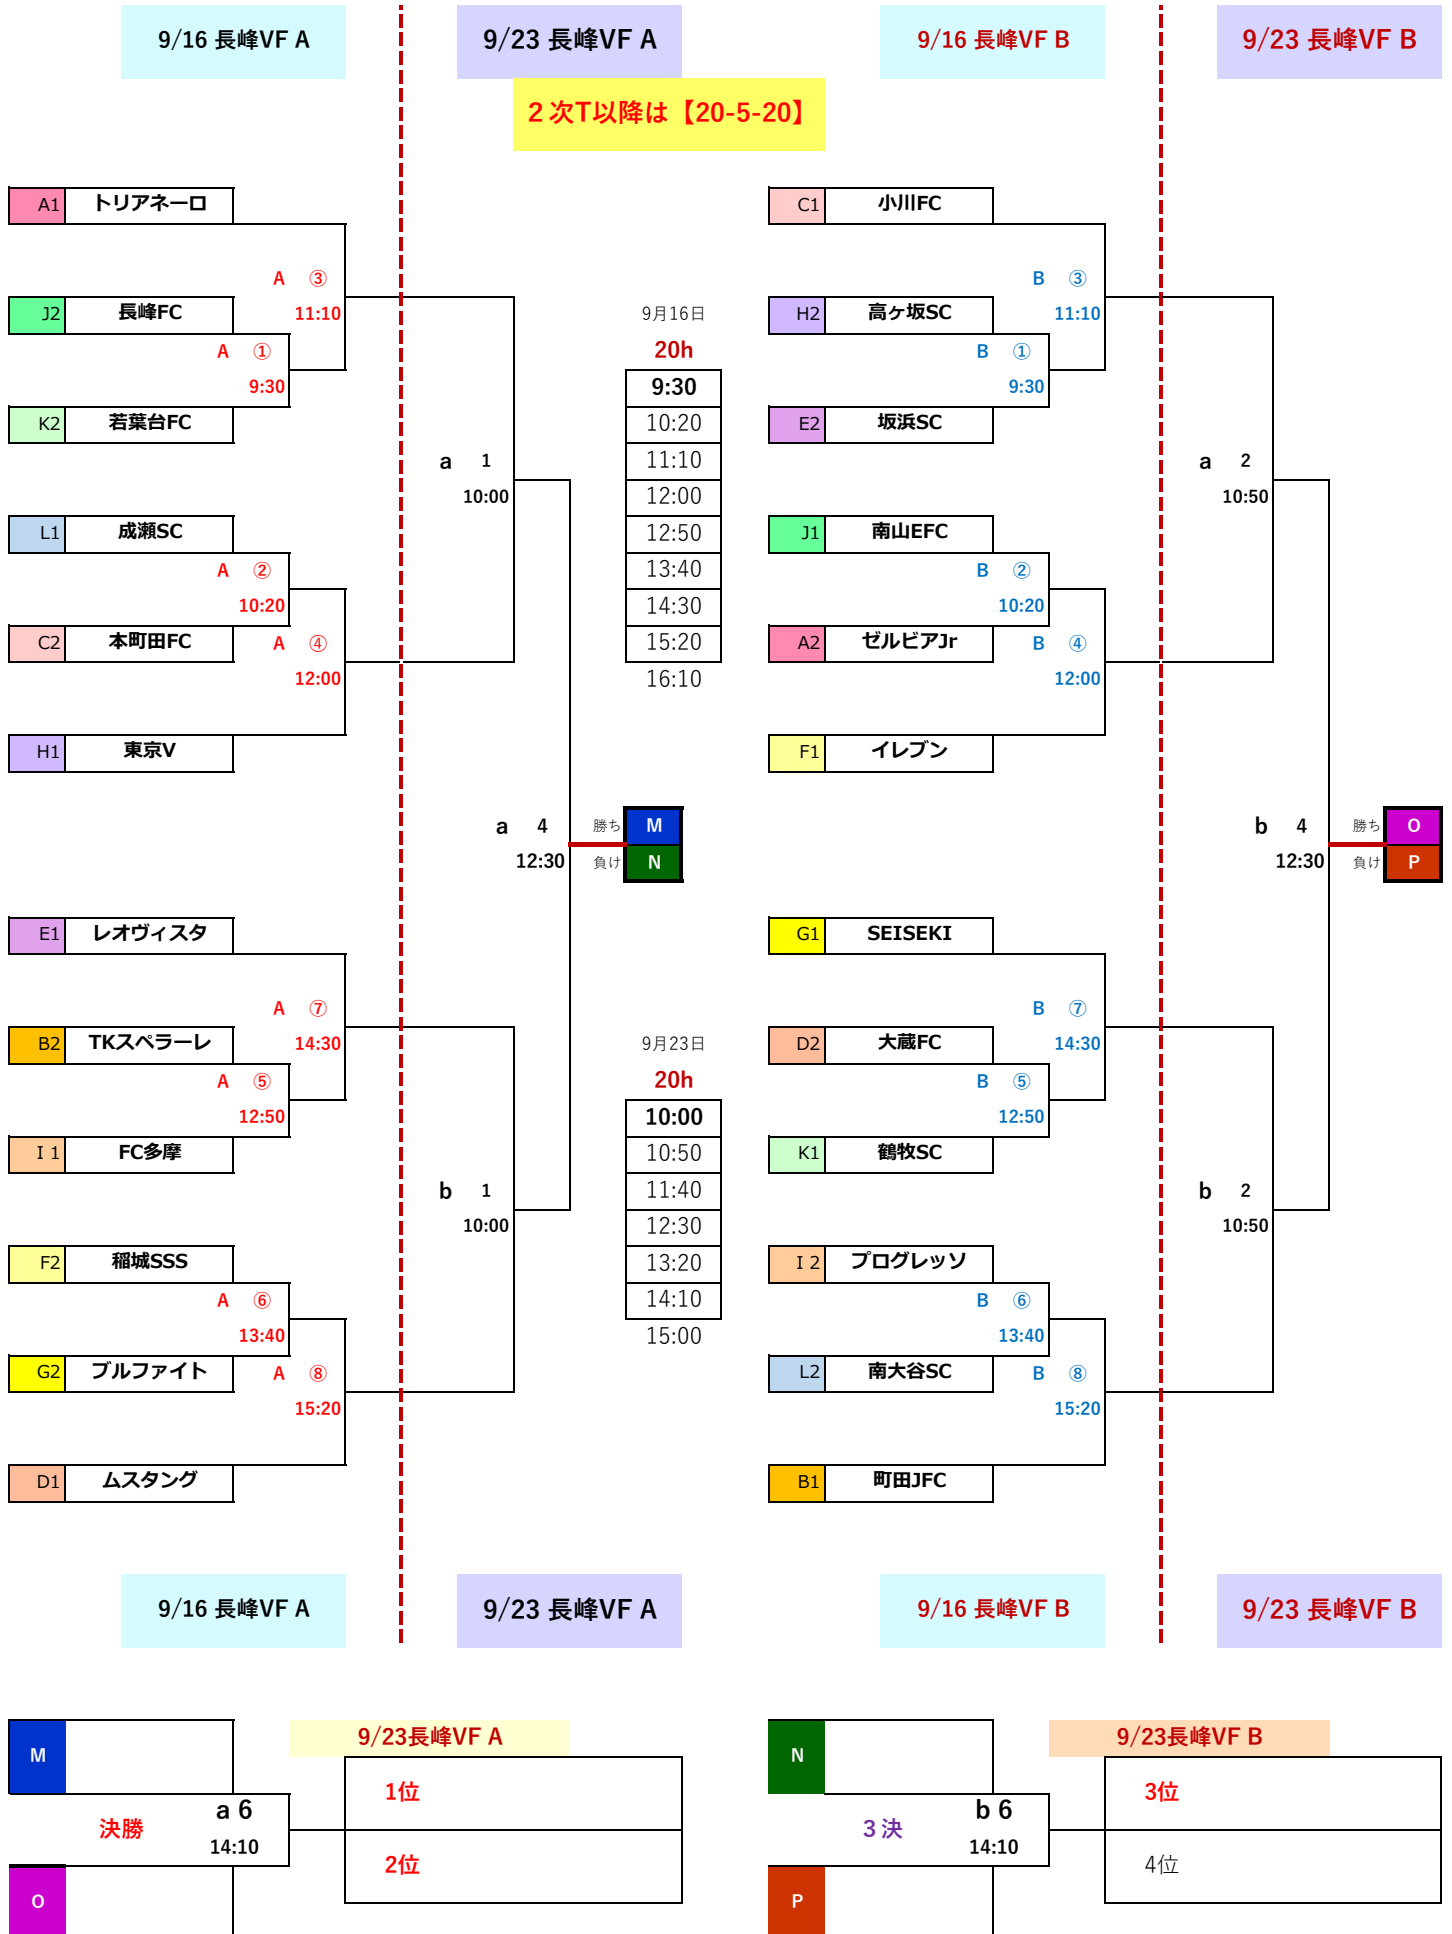 9/16 長峰VF A
9/23 長峰VF A
9/16 長峰VF B
9/23 長峰VF B
２次T以降は【20-5-20】
A1 トリアネーロ
A ③
11:10
J2 長峰FC
A ①
9:30
K2 若葉台FC
a 1
10:00
L1 成瀬SC
A ②
10:20
C2 本町田FC
A ④
12:00
H1 東京V
a 4
12:30
勝ち M
負け N
E1 レオヴィスタ
A ⑦
14:30
B2 TKスペラーレ
A ⑤
12:50
I 1 FC多摩
b 1
10:00
F2 稲城SSS
A ⑥
13:40
G2 ブルファイト
A ⑧
15:20
D1 ムスタング
9月16日
20h
9:30
10:20
11:10
12:00
12:50
13:40
14:30
15:20
16:10
9月23日
20h
10:00
10:50
11:40
12:30
13:20
14:10
15:00
C1 小川FC
B ③
11:10
H2 高ヶ坂SC
B ①
9:30
E2 坂浜SC
a 2
10:50
J1 南山EFC
B ②
10:20
A2 ゼルビアJr
B ④
12:00
F1 イレブン
b 4
12:30
勝ち O
負け P
G1 SEISEKI
B ⑦
14:30
D2 大蔵FC
B ⑤
12:50
K1 鶴牧SC
b 2
10:50
I 2 プログレッソ
B ⑥
13:40
L2 南大谷SC
B ⑧
15:20
B1 町田JFC
9/16 長峰VF A
9/23 長峰VF A
9/16 長峰VF B
9/23 長峰VF B
M
決勝
a 6
14:10
O
9/23長峰VF A
1位
2位
N
３決
b 6
14:10
P
9/23長峰VF B
3位
4位